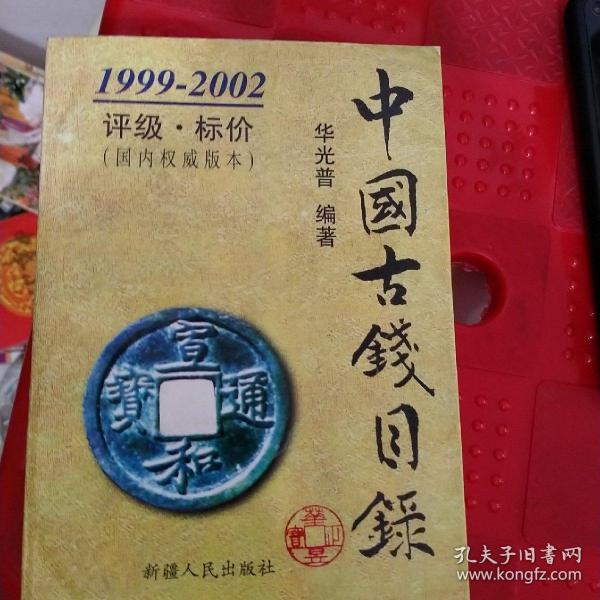 1999-2002
评级·标价
(国内权威版本)
中國古錢目錄
华光普 编著
宣和通寳
新疆人民出版社
孔夫子旧书网
www.kongfz.com